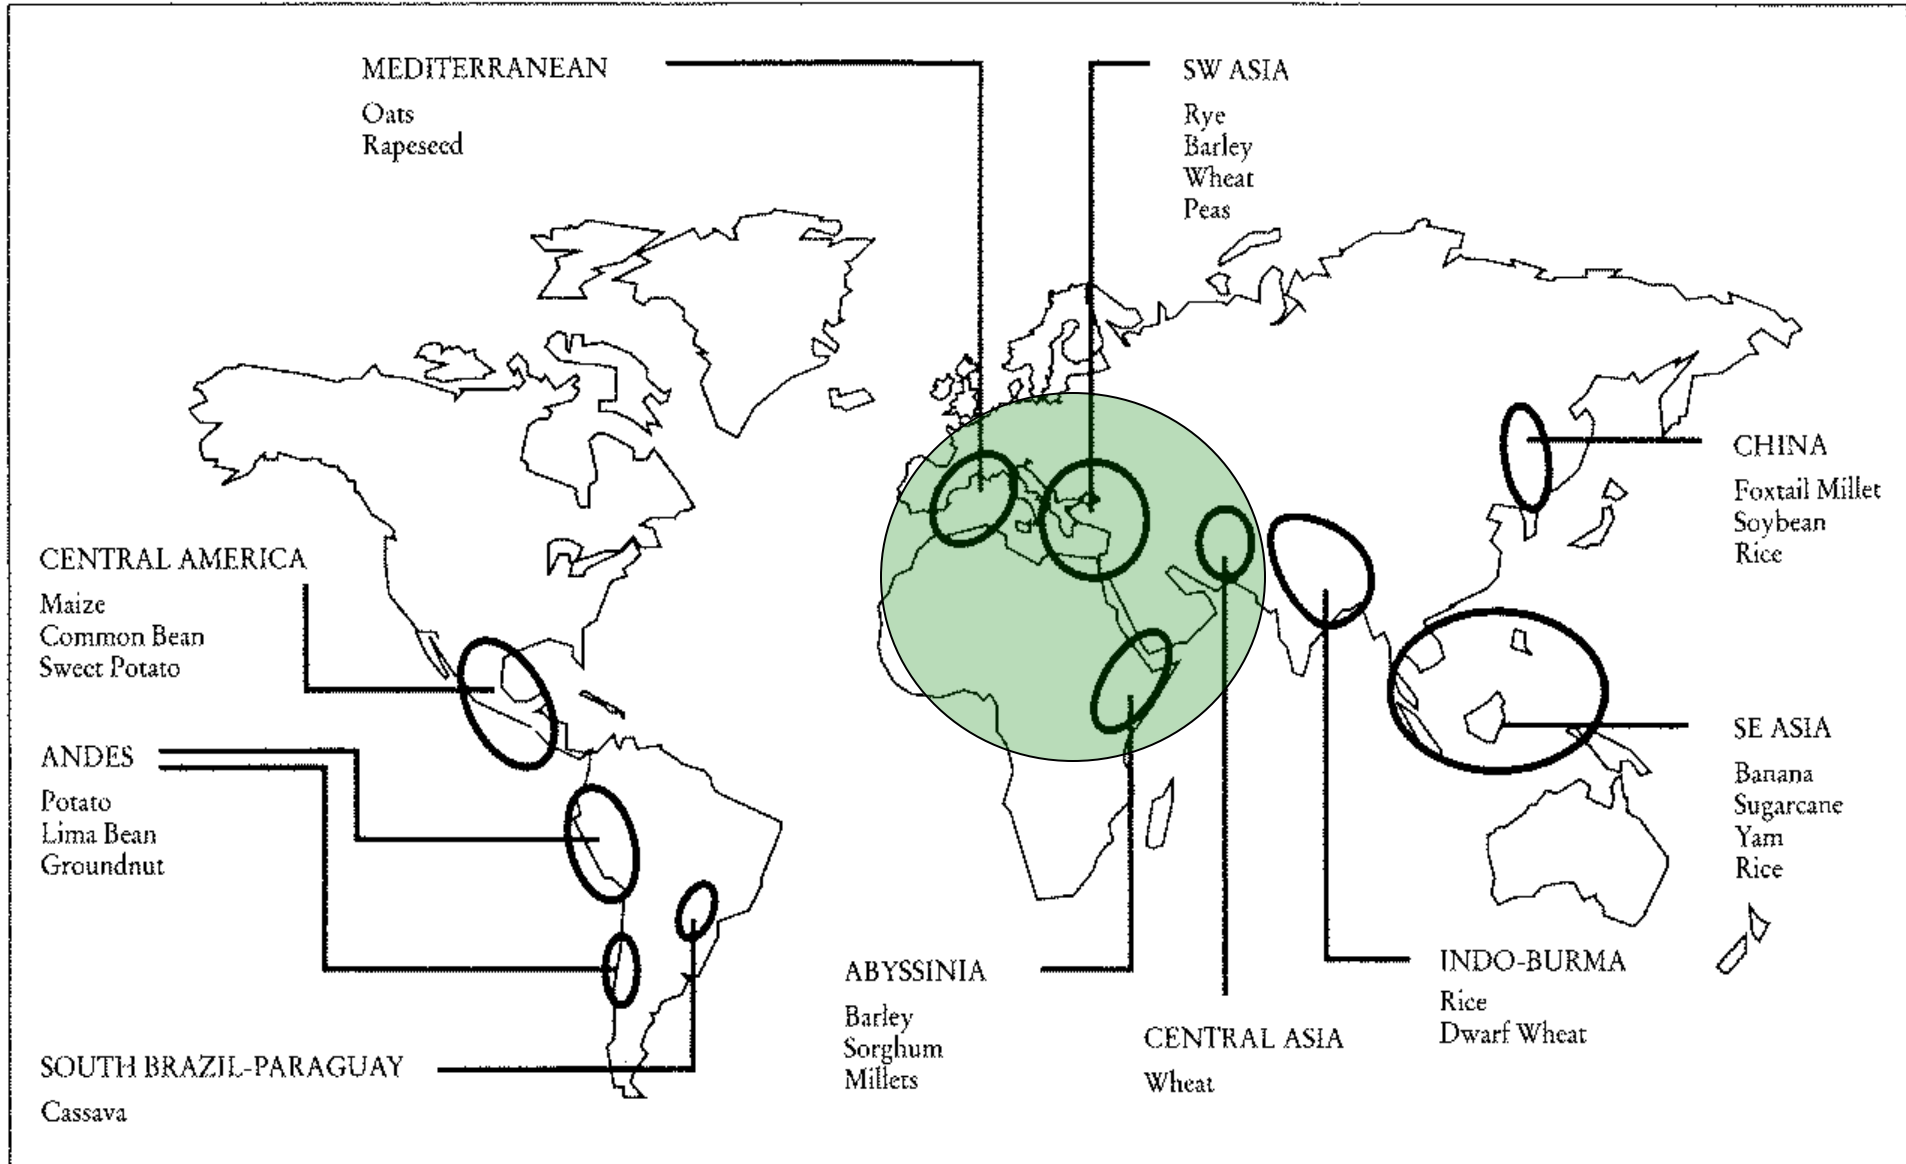 MEDITERRANEAN
Oats
Rapeseed
SW ASIA
Rye
Barley
Wheat
Peas
CHINA
Foxtail Millet
Soybean
Rice
CENTRAL AMERICA
Maize
Common Bean
Sweet Potato
ANDES
Potato
Lima Bean
Groundnut
SE ASIA
Banana
Sugarcane
Yam
Rice
SOUTH BRAZIL-PARAGUAY
Cassava
ABYSSINIA
Barley
Sorghum
Millets
CENTRAL ASIA
Wheat
INDO-BURMA
Rice
Dwarf Wheat